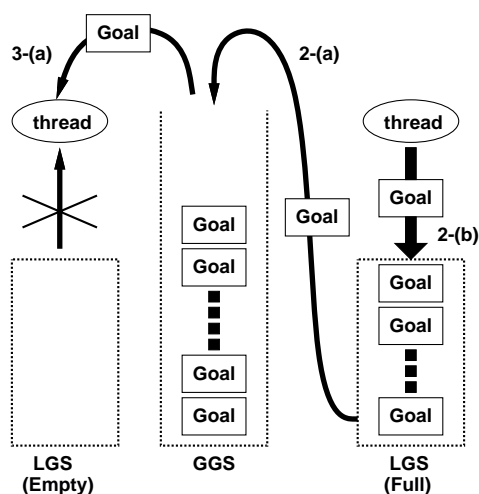 Goal
3-(a)
2-(a)
thread
thread
Goal
Goal
Goal
2-(b)
Goal
Goal
Goal
Goal
Goal
Goal
Goal
LGS
(Empty)
GGS
LGS
(Full)